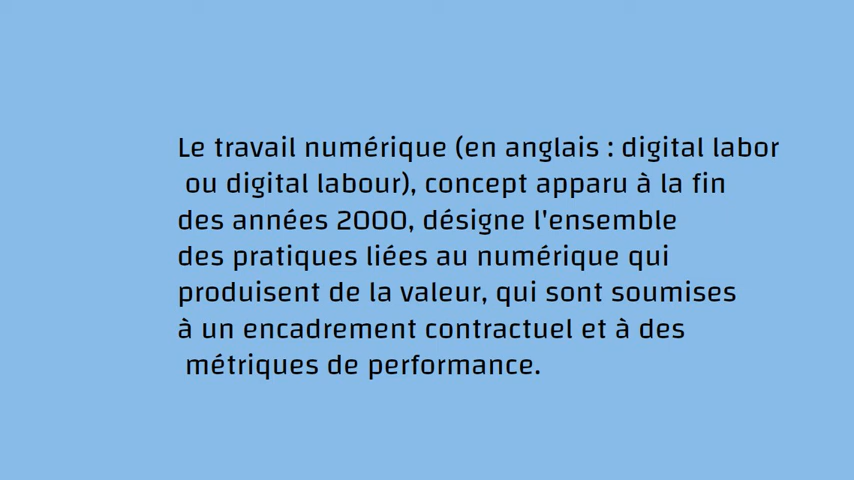 Le travail numérique (en anglais : digital labor
ou digital labour), concept apparu à la fin
des années 2000, désigne l'ensemble
des pratiques liées au numérique qui
produisent de la valeur, qui sont soumises
à un encadrement contractuel et à des
métriques de performance.